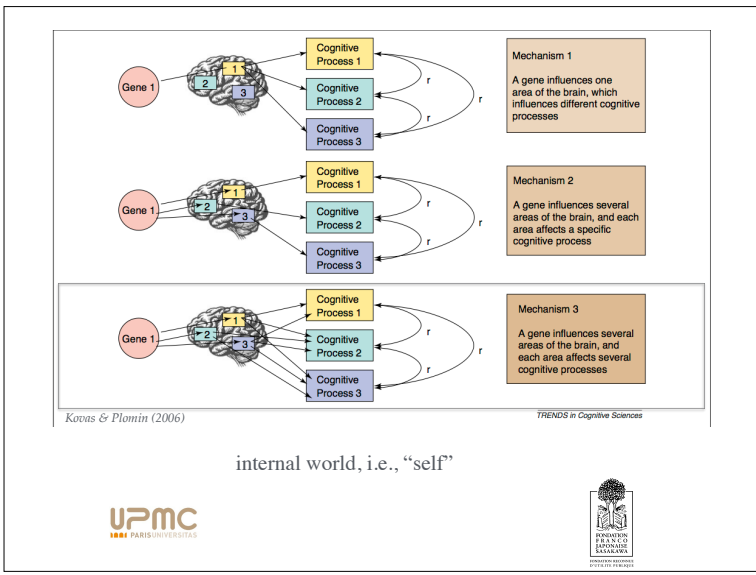 Gene 1
1
2
3
Cognitive
Process 1
Cognitive
Process 2
Cognitive
Process 3
r
r
r
Mechanism 1
A gene influences one
area of the brain, which
influences different cognitive
processes
Gene 1
1
2
3
Cognitive
Process 1
Cognitive
Process 2
Cognitive
Process 3
r
r
r
Mechanism 2
A gene influences several
areas of the brain, and each
area affects a specific
cognitive process
Gene 1
1
2
3
Cognitive
Process 1
Cognitive
Process 2
Cognitive
Process 3
r
r
r
Mechanism 3
A gene influences several
areas of the brain, and
each area affects several
cognitive processes
Kovas & Plomin (2006)
TRENDS in Cognitive Sciences
internal world, i.e., “self”
UPMC
PARISUNIVERSITAS
FONDATION
FRANCO
JAPONAISE
SASAKAWA
FONDATION RECONNUE
D'UTILITE PUBLIQUE